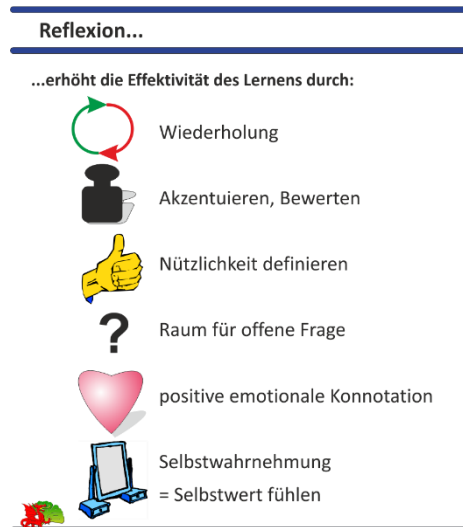 Reflexion...
...erhöht die Effektivität des Lernens durch:
Wiederholung
Akzentuieren, Bewerten
Nützlichkeit definieren
?
Raum für offene Frage
positive emotionale Konnotation
Selbstwahrnehmung
= Selbstwert fühlen